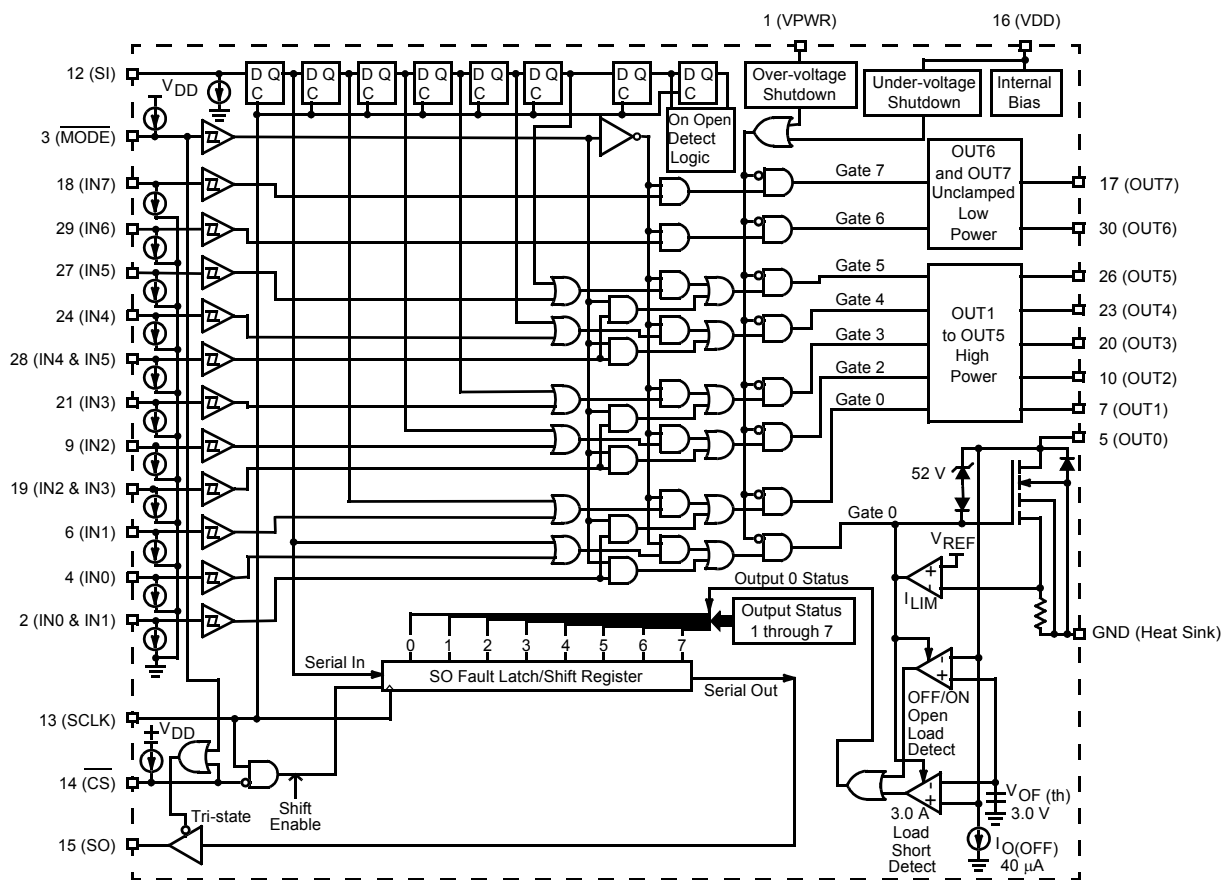 1 (VPWR)
16 (VDD)
12 (SI)
VDD
D Q
C
D Q
C
D Q
C
D Q
C
D Q
C
D Q
C
D Q
C
D Q
C
Over-voltage
Shutdown
Under-voltage
Shutdown
Internal
Bias
On Open
Detect
Logic
3 (MODE)
18 (IN7)
29 (IN6)
27 (IN5)
24 (IN4)
28 (IN4 & IN5)
21 (IN3)
9 (IN2)
19 (IN2 & IN3)
6 (IN1)
4 (IN0)
2 (IN0 & IN1)
Gate 7
Gate 6
Gate 5
Gate 4
Gate 3
Gate 2
Gate 0
Gate 0
OUT6
and OUT7
Unclamped
Low
Power
OUT1
to OUT5
High
Power
17 (OUT7)
30 (OUT6)
26 (OUT5)
23 (OUT4)
20 (OUT3)
10 (OUT2)
7 (OUT1)
5 (OUT0)
52 V
VREF
+
-
ILIM
GND (Heat Sink)
Output 0 Status
Output Status
1 through 7
0 1 2 3 4 5 6 7
Serial In
SO Fault Latch/Shift Register
Serial Out
-
+
OFF/ON
Open
Load
Detect
13 (SCLK)
+VDD
14 (CS)
Shift
Enable
Tri-state
15 (SO)
-
+
3.0 A
Load
Short
Detect
VOF (th)
3.0 V
IO(OFF)
40 µA